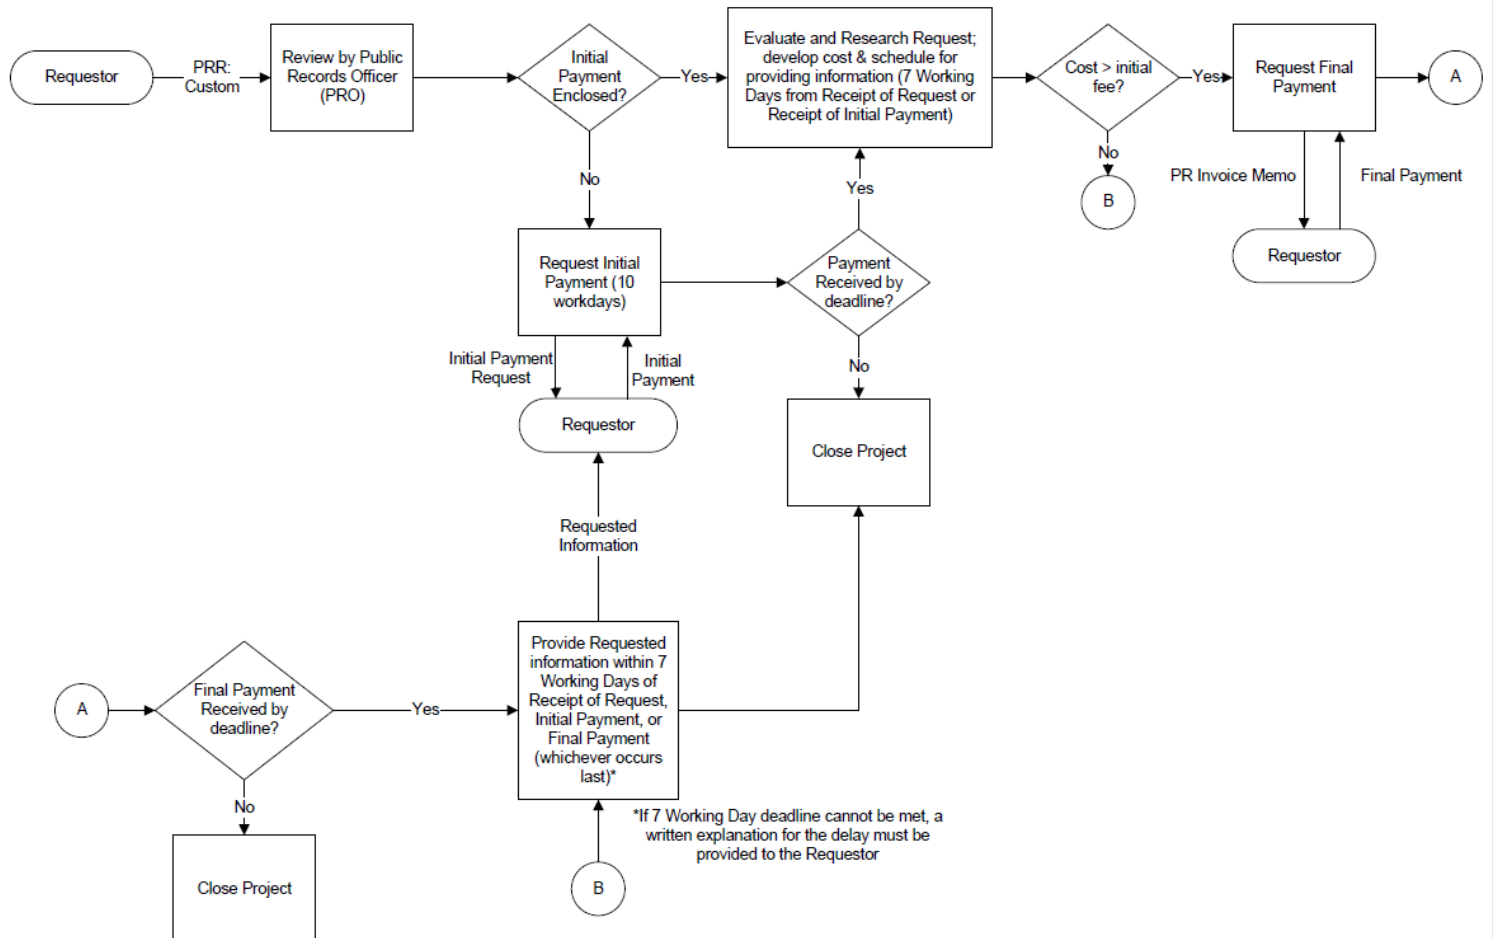 Requestor
PRR:
Custom
Review by Public
Records Officer
(PRO)
Initial
Payment
Enclosed?
Yes
Evaluate and Research Request;
develop cost & schedule for
providing information (7 Working
Days from Receipt of Request or
Receipt of Initial Payment)
Cost > initial
fee?
Yes
Request Final
Payment
A
No
B
PR Invoice Memo
Final Payment
Requestor
No
Request Initial
Payment (10
workdays)
Yes
Payment
Received by
deadline?
No
Initial Payment
Request
Initial
Payment
Requestor
Close Project
Requested
Information
A
Final Payment
Received by
deadline?
Yes
Provide Requested
information within 7
Working Days of
Receipt of Request,
Initial Payment, or
Final Payment
(whichever occurs
last)*
No
Close Project
*If 7 Working Day deadline cannot be met, a
written explanation for the delay must be
provided to the Requestor
B